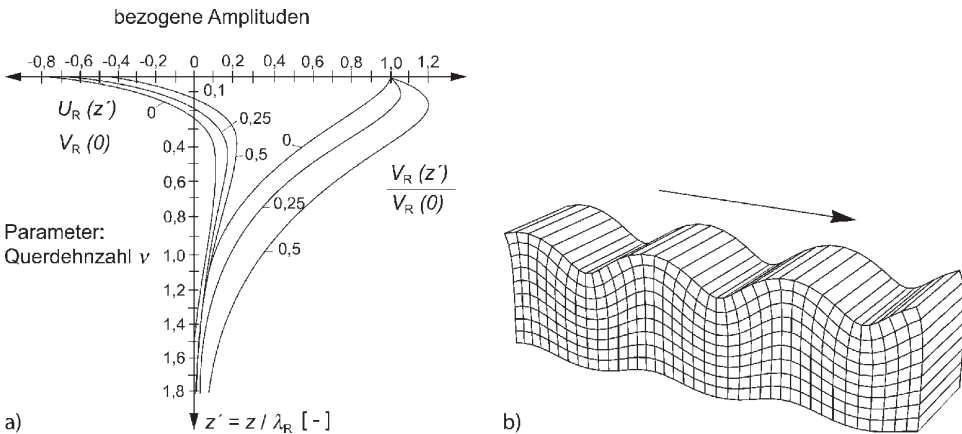 bezogene Amplituden
-0,8 -0,6 -0,4 -0,2 0 0,2 0,4 0,6 0,8 1,0 1,2
0,1
U_R (z´)
V_R (0)
0
0,25
0,5
0
0,25
0,5
V_R (z´)
V_R (0)
0,4
0,6
0,8
1,0
1,2
1,4
1,6
1,8
Parameter:
Querdehnzahl ν
z´ = z / λ_R [ - ]
a)
b)